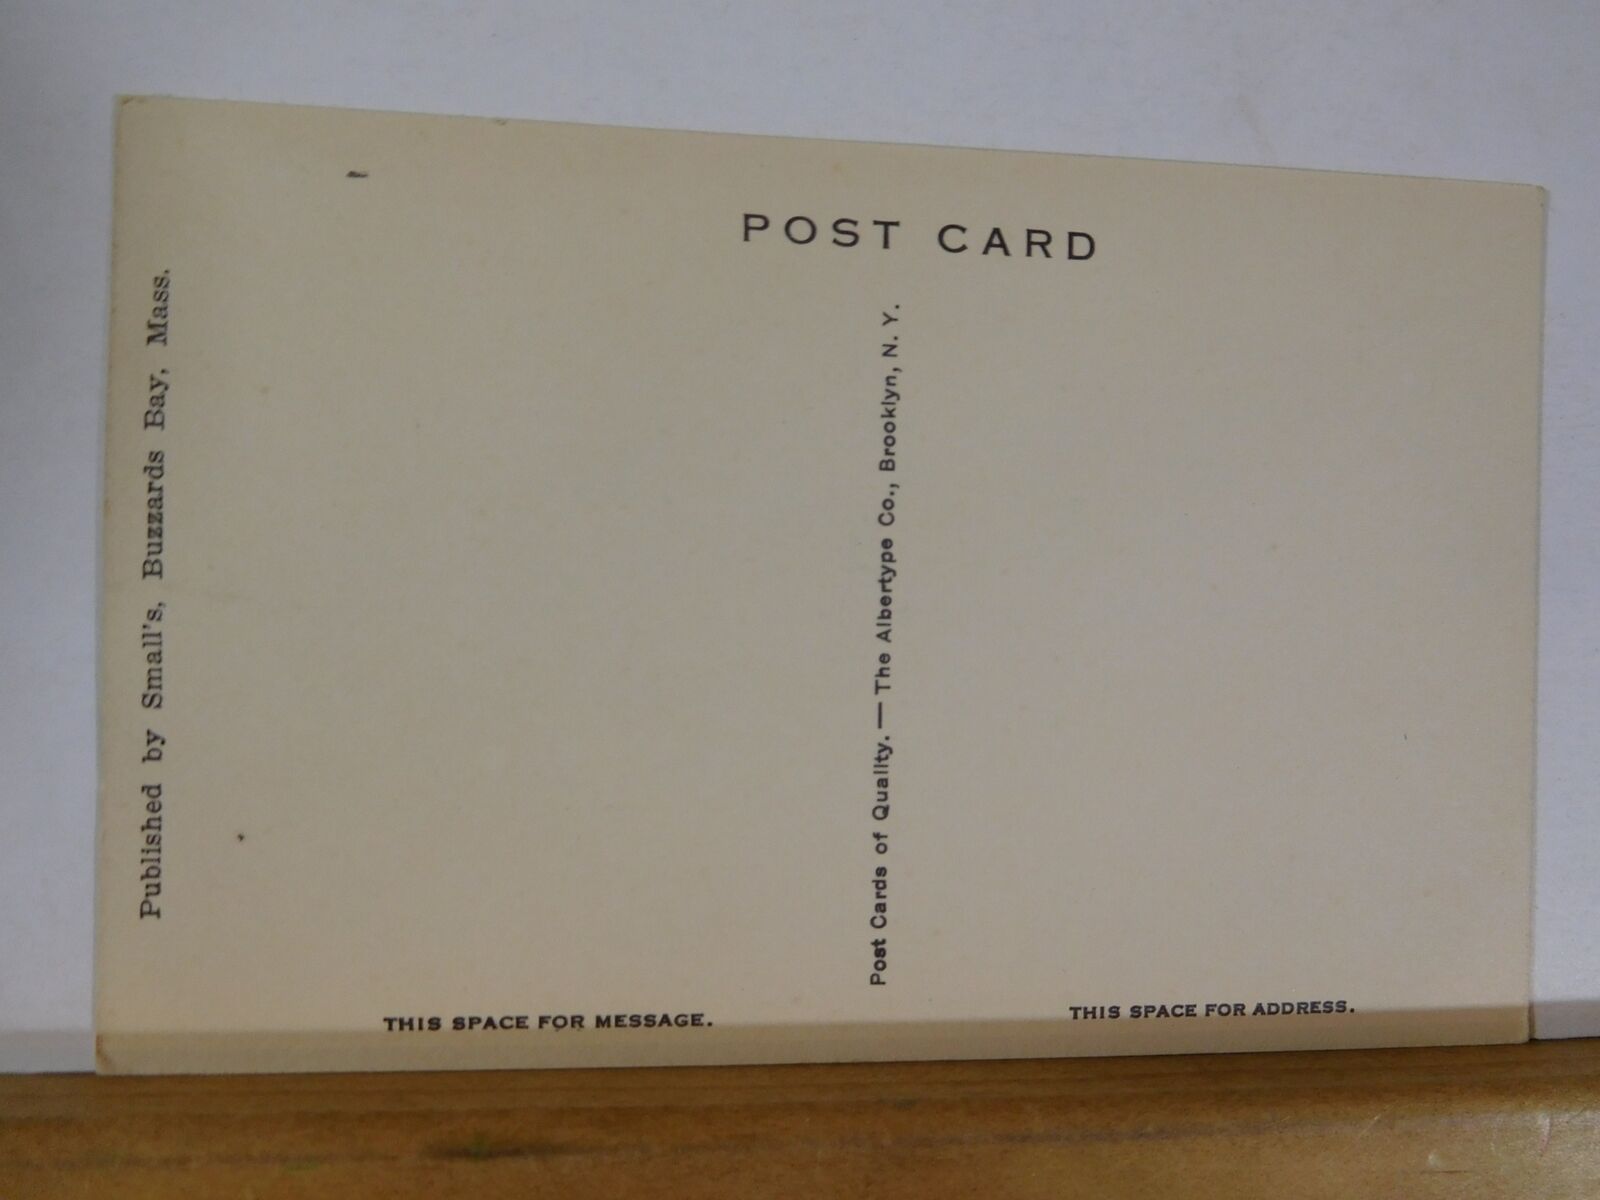 POST CARD
Published by Small's, Buzzards Bay, Mass.
Post Cards of Quality. — The Albertype Co., Brooklyn, N. Y.
THIS SPACE FOR MESSAGE.
THIS SPACE FOR ADDRESS.